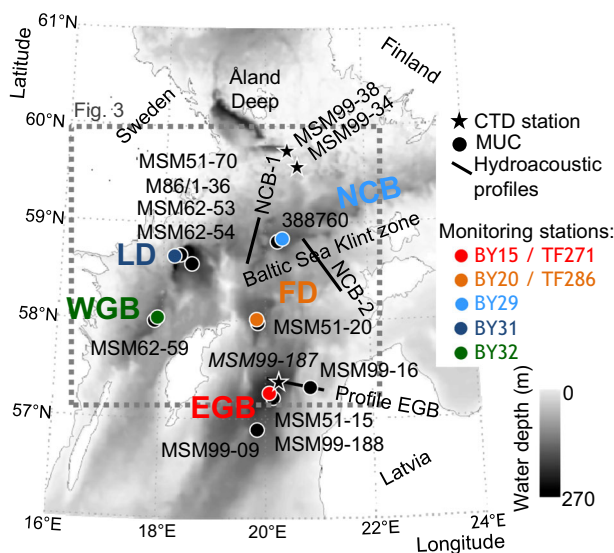 61°N
Latitude
Finland
Åland
Deep
60°N
Fig. 3
Sweden
MSM99-38
MSM99-34
CTD station
MUC
Hydroacoustic
profiles
MSM51-70
M86/1-36
MSM62-53
MSM62-54
NCB-1
NCB
59°N
388760
Baltic Sea Klint zone
NCB-2
LD
Monitoring stations:
BY15 / TF271
BY20 / TF286
BY29
BY31
BY32
WGB
FD
58°N
MSM51-20
MSM62-59
MSM99-187
MSM99-16
Profile EGB
EGB
57°N
MSM51-15
MSM99-188
MSM99-09
Latvia
Water depth (m)
0
270
16°E
18°E
20°E
22°E
24°E
Longitude